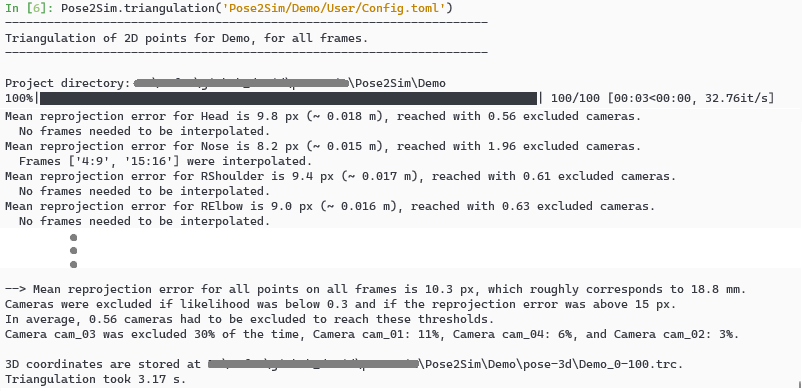 In [6]: Pose2Sim.triangulation('Pose2Sim/Demo/User/Config.toml')
---------------------------------------------------------------------
Triangulation of 2D points for Demo, for all frames.
---------------------------------------------------------------------
Project directory: \Pose2Sim\Demo
100%| | 100/100 [00:03<00:00, 32.76it/s]
Mean reprojection error for Head is 9.8 px (~ 0.018 m), reached with 0.56 excluded cameras.
No frames needed to be interpolated.
Mean reprojection error for Nose is 8.2 px (~ 0.015 m), reached with 1.96 excluded cameras.
Frames ['4:9', '15:16'] were interpolated.
Mean reprojection error for RShoulder is 9.4 px (~ 0.017 m), reached with 0.61 excluded cameras.
No frames needed to be interpolated.
Mean reprojection error for RElbow is 9.0 px (~ 0.016 m), reached with 0.63 excluded cameras.
No frames needed to be interpolated.
--> Mean reprojection error for all points on all frames is 10.3 px, which roughly corresponds to 18.8 mm.
Cameras were excluded if likelihood was below 0.3 and if the reprojection error was above 15 px.
In average, 0.56 cameras had to be excluded to reach these thresholds.
Camera cam_03 was excluded 30% of the time, Camera cam_01: 11%, Camera cam_04: 6%, and Camera cam_02: 3%.
3D coordinates are stored at \Pose2Sim\Demo\pose-3d\Demo_0-100.trc.
Triangulation took 3.17 s.